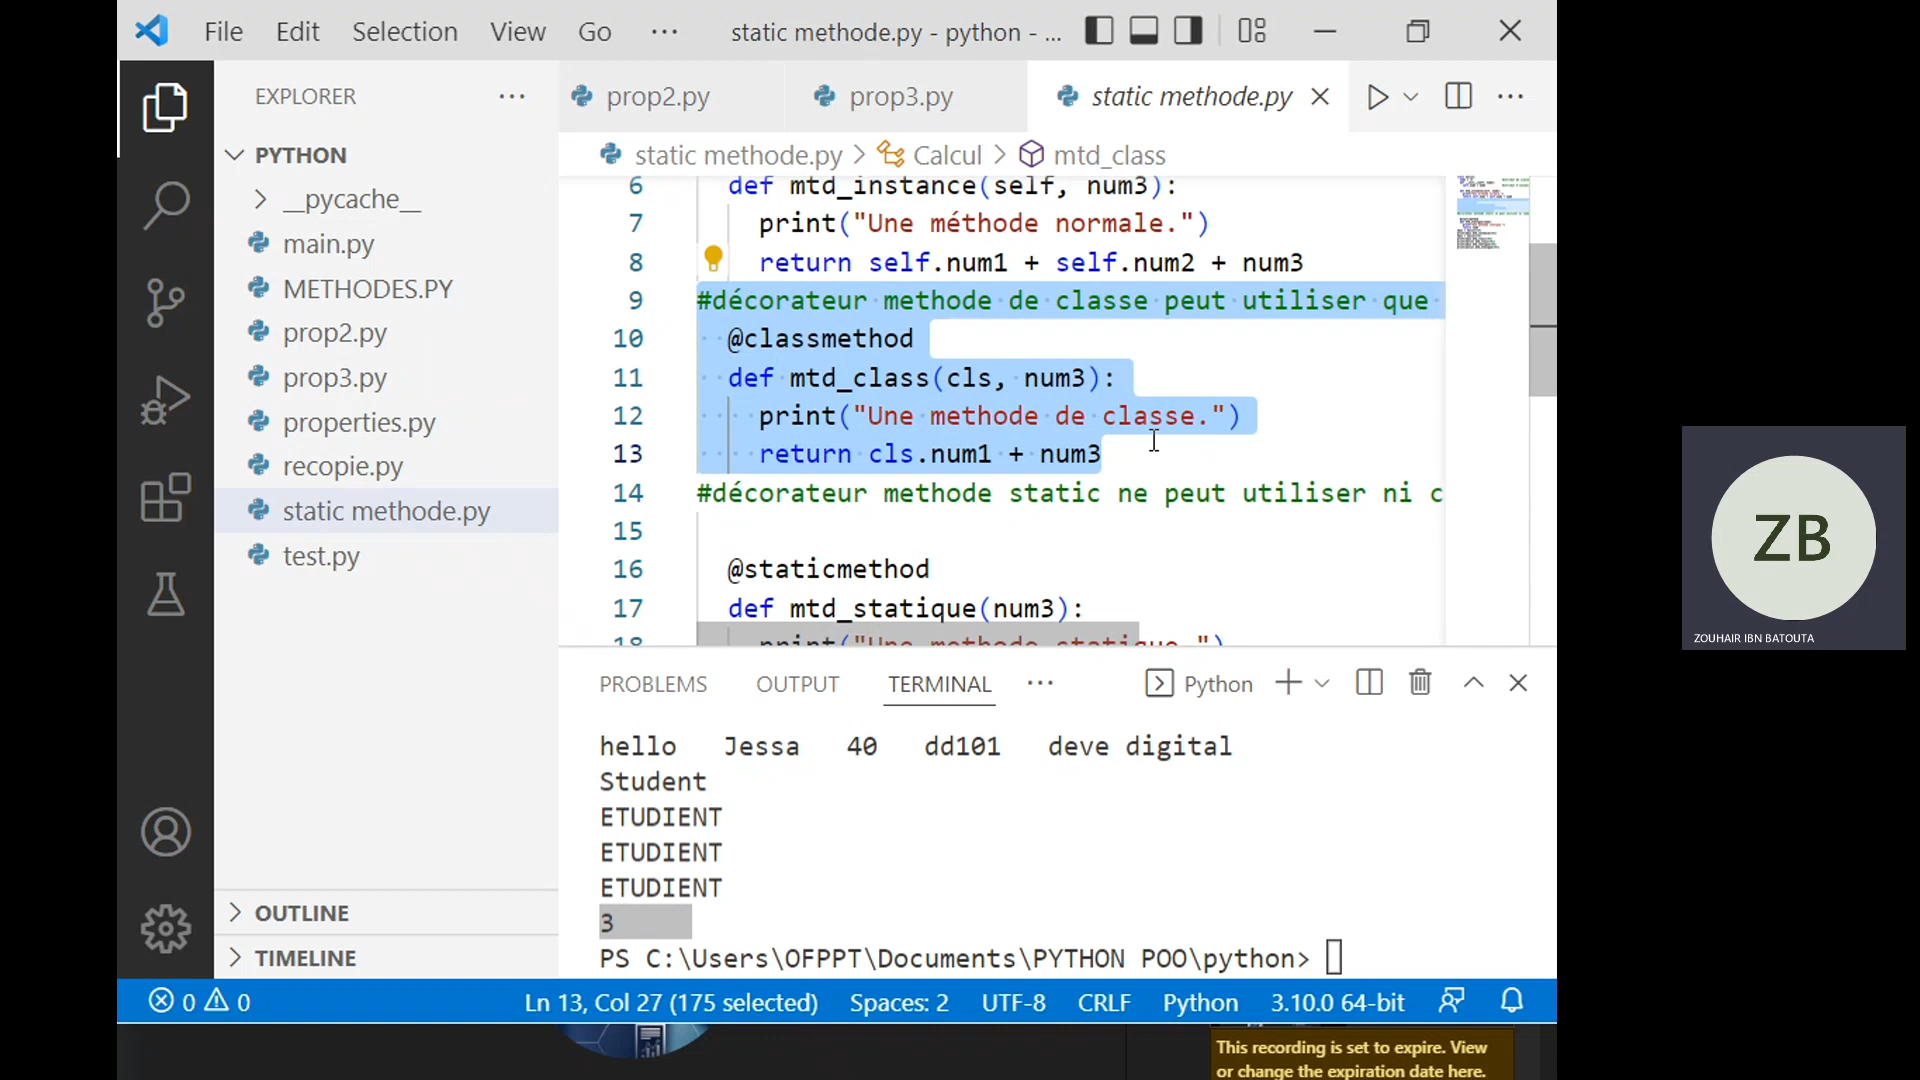 File Edit Selection View Go ··· static methode.py - python - ...
EXPLORER ···
prop2.py prop3.py static methode.py
PYTHON
static methode.py > Calcul > mtd_class
__pycache__
main.py
METHODES.PY
prop2.py
prop3.py
properties.py
recopie.py
static methode.py
test.py
OUTLINE
TIMELINE
6 def mtd_instance(self, num3):
7 print("Une méthode normale.")
8 return self.num1 + self.num2 + num3
9 #décorateur methode de classe peut utiliser que
10 @classmethod
11 def mtd_class(cls, num3):
12 print("Une methode de classe.")
13 return cls.num1 + num3
14 #décorateur methode static ne peut utiliser ni c
15
16 @staticmethod
17 def mtd_statique(num3):
18 print("Une methode statique.")
PROBLEMS OUTPUT TERMINAL ··· Python
hello Jessa 40 dd101 deve digital
Student
ETUDIENT
ETUDIENT
ETUDIENT
3
PS C:\Users\OFPPT\Documents\PYTHON POO\python>
0 0 Ln 13, Col 27 (175 selected) Spaces: 2 UTF-8 CRLF Python 3.10.0 64-bit
This recording is set to expire. View
or change the expiration date here.
ZB
ZOUHAIR IBN BATOUTA